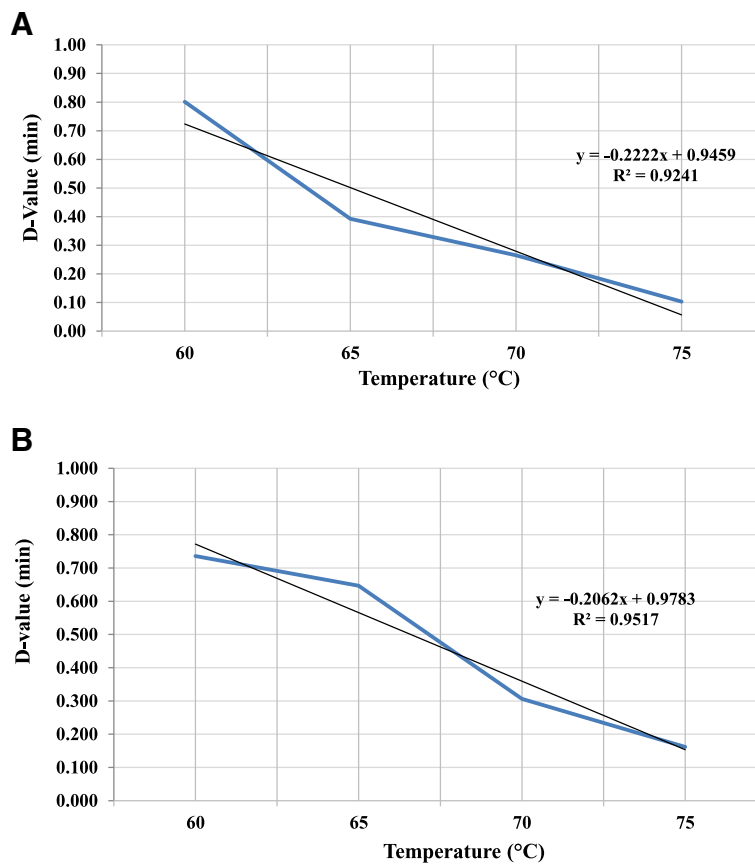 A
1.00
0.90
0.80
0.70
0.60
0.50
0.40
0.30
0.20
0.10
0.00
D-Value (min)
y = -0.2222x + 0.9459
R² = 0.9241
60 65 70 75
Temperature (°C)
B
1.000
0.900
0.800
0.700
0.600
0.500
0.400
0.300
0.200
0.100
0.000
D-value (min)
y = -0.2062x + 0.9783
R² = 0.9517
60 65 70 75
Temperature (°C)